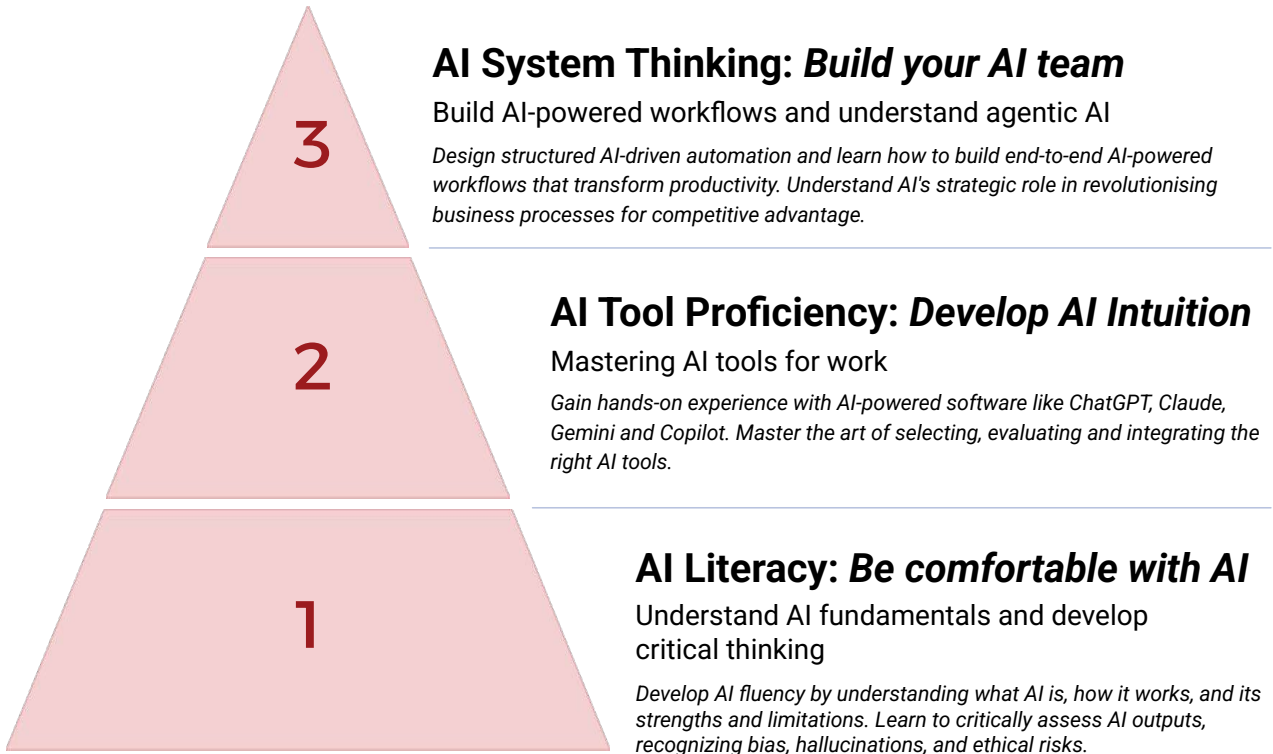 3
AI System Thinking: Build your AI team
Build AI-powered workflows and understand agentic AI
Design structured AI-driven automation and learn how to build end-to-end AI-powered
workflows that transform productivity. Understand AI's strategic role in revolutionising
business processes for competitive advantage.
2
AI Tool Proficiency: Develop AI Intuition
Mastering AI tools for work
Gain hands-on experience with AI-powered software like ChatGPT, Claude,
Gemini and Copilot. Master the art of selecting, evaluating and integrating the
right AI tools.
1
AI Literacy: Be comfortable with AI
Understand AI fundamentals and develop
critical thinking
Develop AI fluency by understanding what AI is, how it works, and its
strengths and limitations. Learn to critically assess AI outputs,
recognizing bias, hallucinations, and ethical risks.